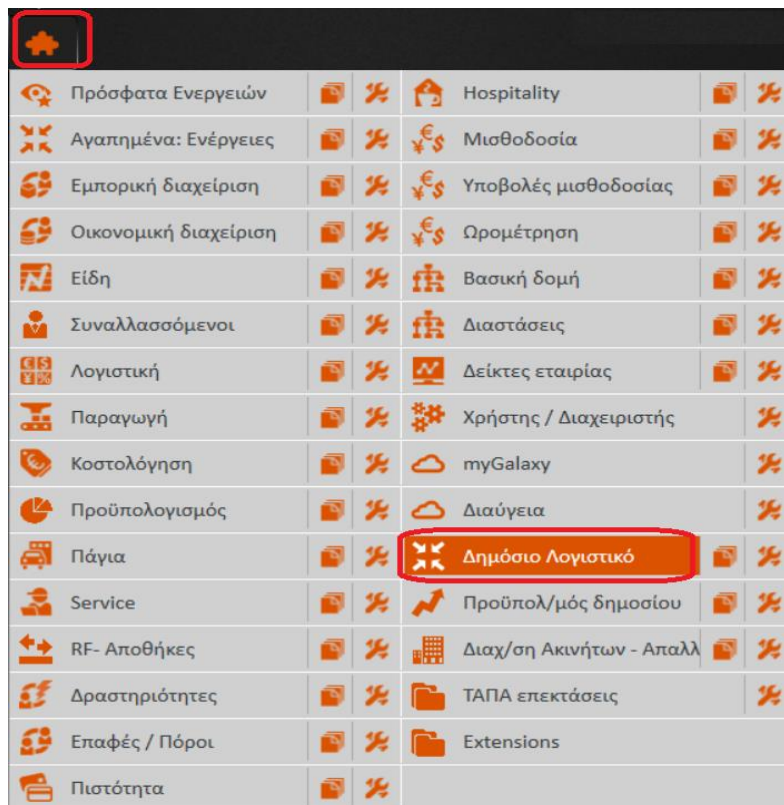 Πρόσφατα Ενεργειών
Αγαπημένα: Ενέργειες
Εμπορική διαχείριση
Οικονομική διαχείριση
Είδη
Συναλλασσόμενοι
Λογιστική
Παραγωγή
Κοστολόγηση
Προϋπολογισμός
Πάγια
Service
RF- Αποθήκες
Δραστηριότητες
Επαφές / Πόροι
Πιστότητα
Hospitality
Μισθοδοσία
Υποβολές μισθοδοσίας
Ωρομέτρηση
Βασική δομή
Διαστάσεις
Δείκτες εταιρίας
Χρήστης / Διαχειριστής
myGalaxy
Διαύγεια
Δημόσιο Λογιστικό
Προϋπολ/μός δημοσίου
Διαχ/ση Ακινήτων - Απαλλ
ΤΑΠΑ επεκτάσεις
Extensions